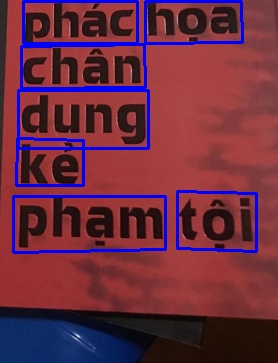 phác họa
chân
dung
kẻ
phạm tội